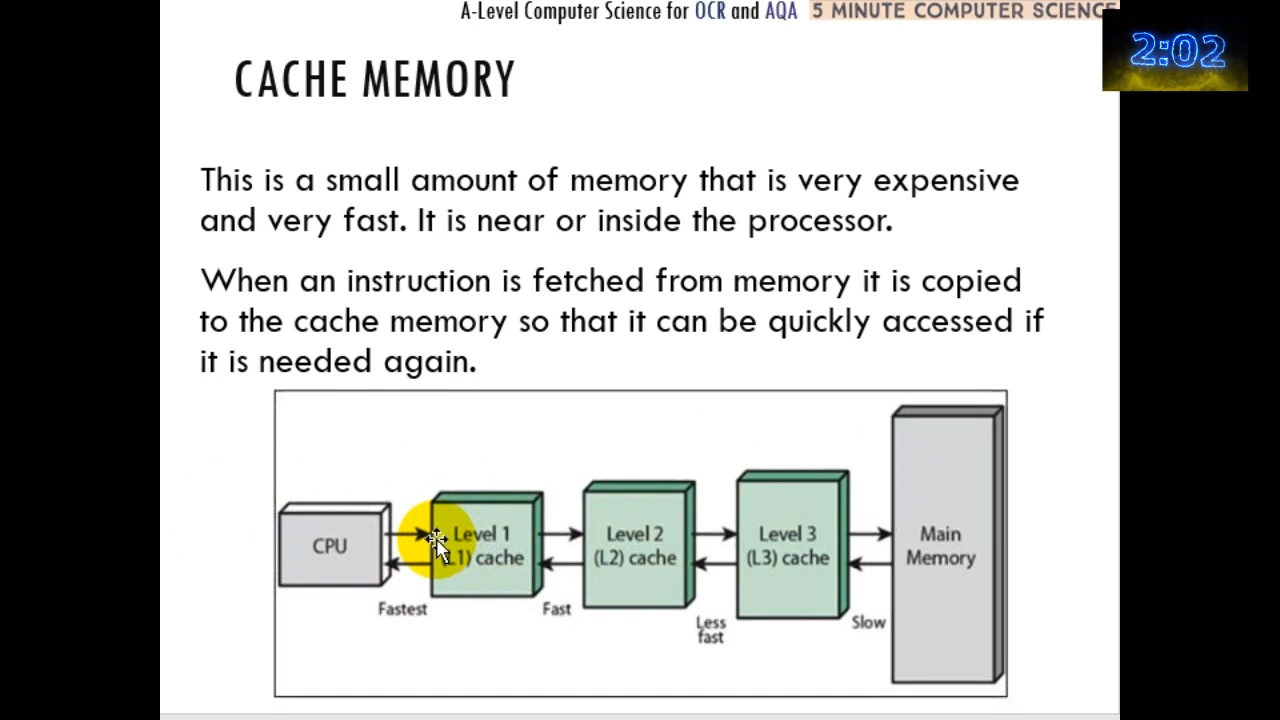 A-Level Computer Science for OCR and AQA 5 MINUTE COMPUTER SCIENCE
2:02
CACHE MEMORY
This is a small amount of memory that is very expensive
and very fast. It is near or inside the processor.
When an instruction is fetched from memory it is copied
to the cache memory so that it can be quickly accessed if
it is needed again.
CPU
Level 1
(L1) cache
Level 2
(L2) cache
Level 3
(L3) cache
Main
Memory
Fastest
Fast
Less
fast
Slow